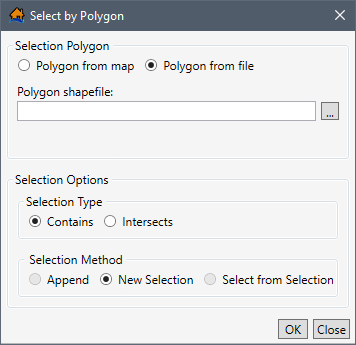 Select by Polygon
Selection Polygon
Polygon from map Polygon from file
Polygon shapefile:
...
Selection Options
Selection Type
Contains Intersects
Selection Method
Append New Selection Select from Selection
OK Close